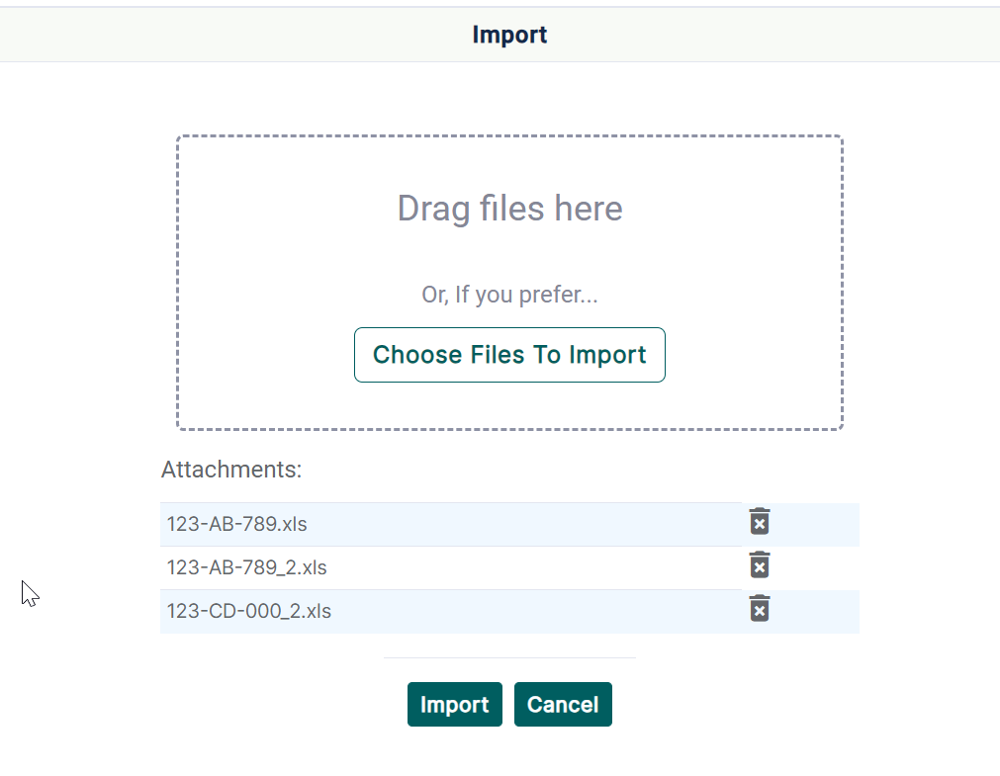 Import
Drag files here
Or, If you prefer...
Choose Files To Import
Attachments:
123-AB-789.xls
123-AB-789_2.xls
123-CD-000_2.xls
Import Cancel